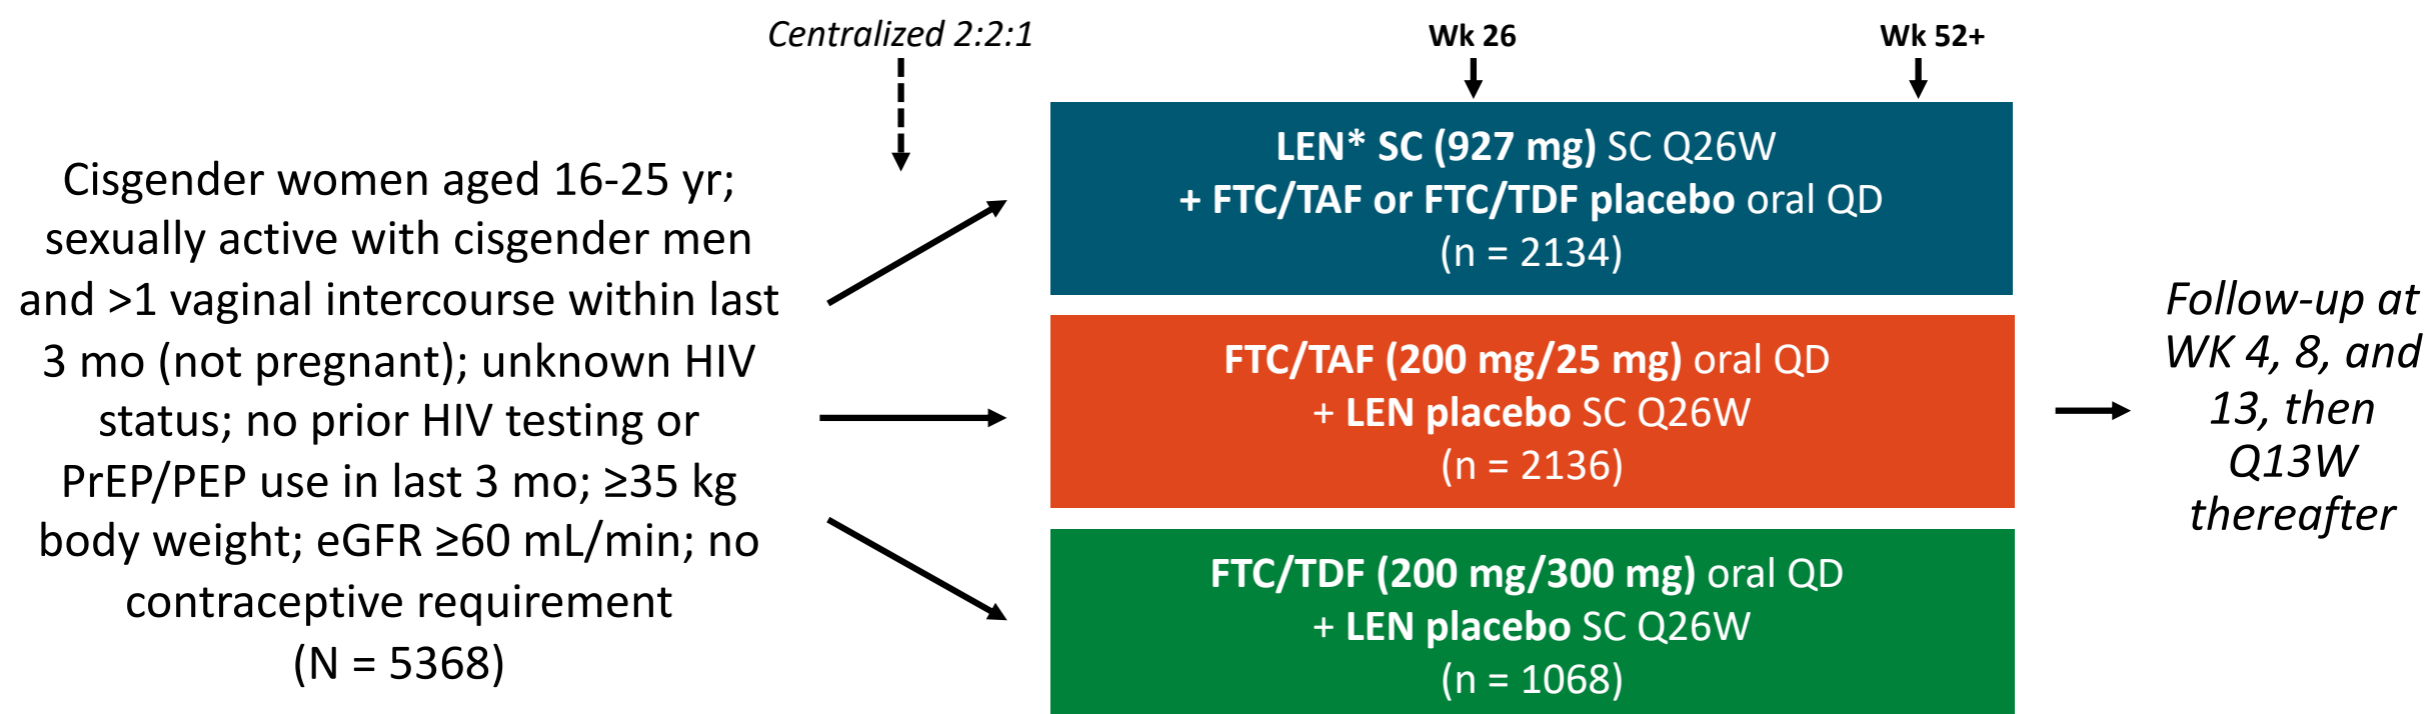 Centralized 2:2:1
Wk 26
Wk 52+
Cisgender women aged 16-25 yr;
sexually active with cisgender men
and >1 vaginal intercourse within last
3 mo (not pregnant); unknown HIV
status; no prior HIV testing or
PrEP/PEP use in last 3 mo; ≥35 kg
body weight; eGFR ≥60 mL/min; no
contraceptive requirement
(N = 5368)
LEN* SC (927 mg) SC Q26W
+ FTC/TAF or FTC/TDF placebo oral QD
(n = 2134)
FTC/TAF (200 mg/25 mg) oral QD
+ LEN placebo SC Q26W
(n = 2136)
FTC/TDF (200 mg/300 mg) oral QD
+ LEN placebo SC Q26W
(n = 1068)
Follow-up at
WK 4, 8, and
13, then
Q13W
thereafter